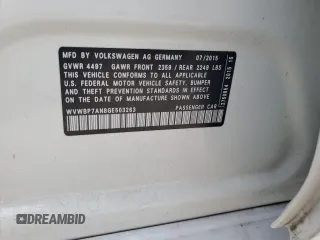 MFD BY VOLKSWAGEN AG GERMANY 07/2015
GVWR 4497 GAWR FRONT 2359 / REAR 2249 LBS
THIS VEHICLE CONFORMS TO ALL APPLICABLE
U.S. FEDERAL MOTOR VEHICLE SAFETY, BUMPER,
AND THEFT PREVENTION STANDARDS IN EFFECT
ON THE DATE OF MANUFACTURE SHOWN ABOVE.
WVWBP7ANBGE503263 PASSENGER CAR
DREAMBID